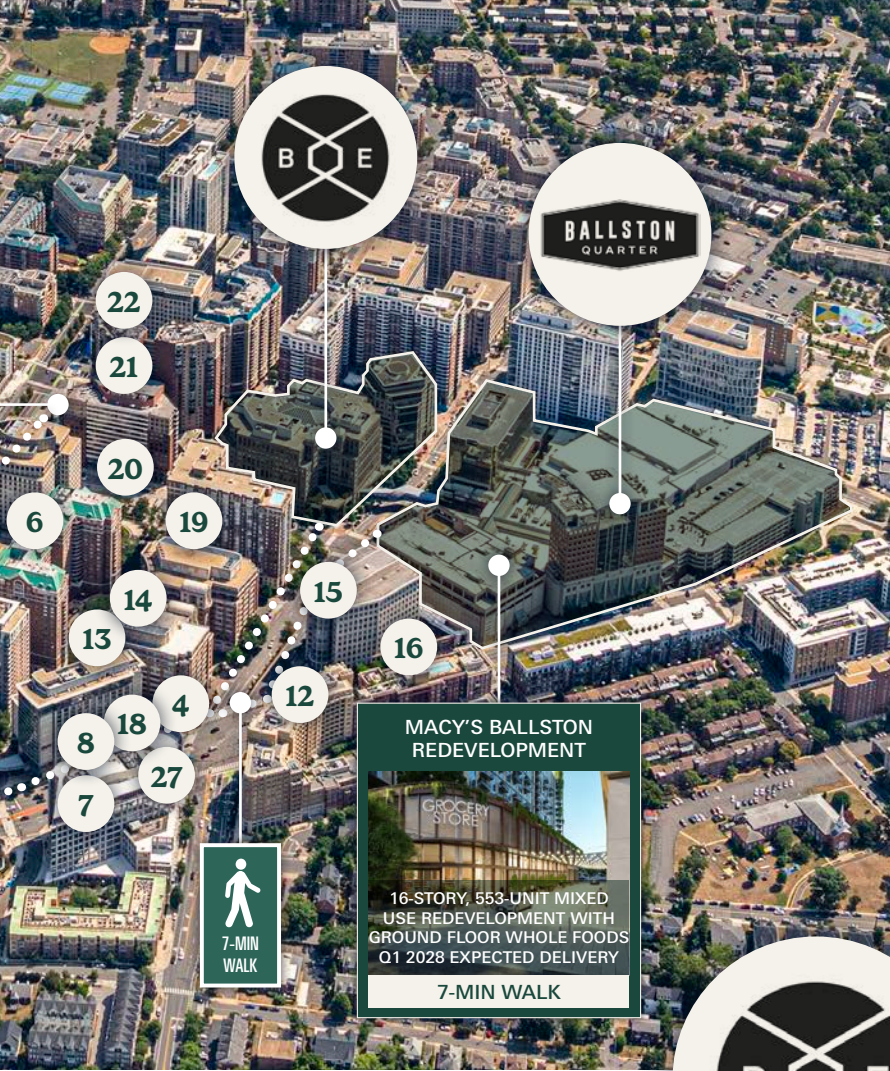 B E
BALLSTON
QUARTER
22
21
20
6
19
14
15
13
16
4
12
18
8
27
7
MACY'S BALLSTON
REDEVELOPMENT
GROCERY
STORE
16-STORY, 553-UNIT MIXED
USE REDEVELOPMENT WITH
GROUND FLOOR WHOLE FOODS
Q1 2028 EXPECTED DELIVERY
7-MIN WALK
7-MIN
WALK